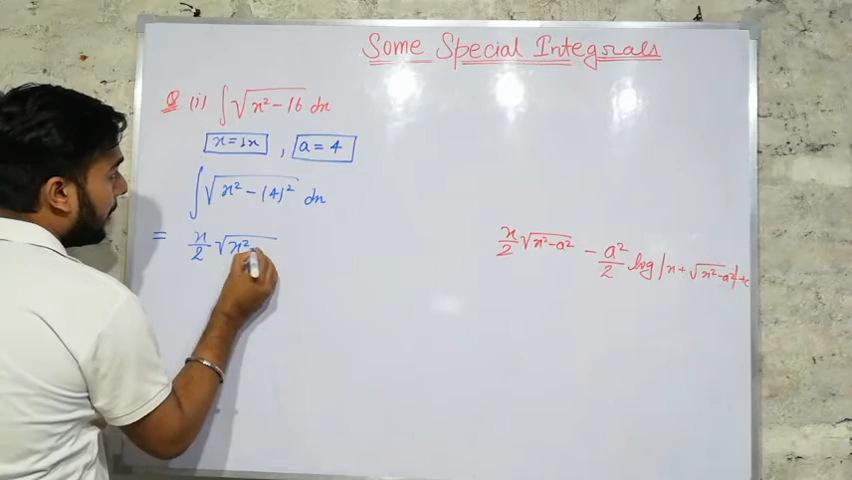 Some Special Integrals
Q (i) ∫ √x² - 16 dx
x = 1x , a = 4
∫ √x² - (4)² dx
= x/2 √x²
x/2 √x² - a² - a²/2 log |x + √x² - a²| + c